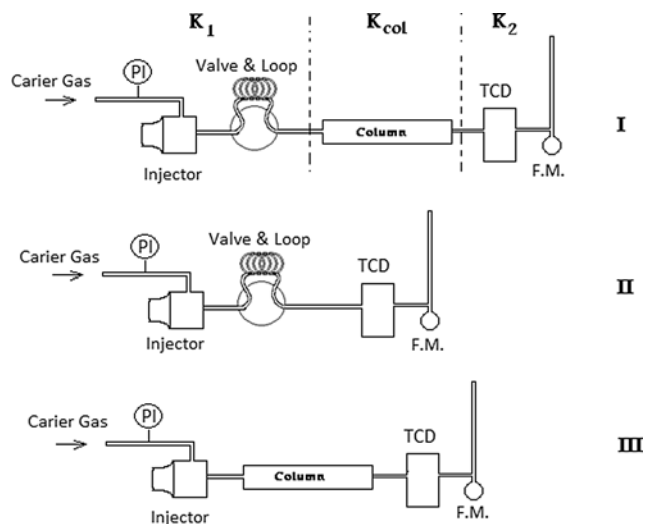 K1 Kcol K2
Valve & Loop
Carier Gas PI TCD
Column I
Injector F.M.
Valve & Loop
Carier Gas PI TCD
II
Injector F.M.
Carier Gas PI TCD
Column III
Injector F.M.